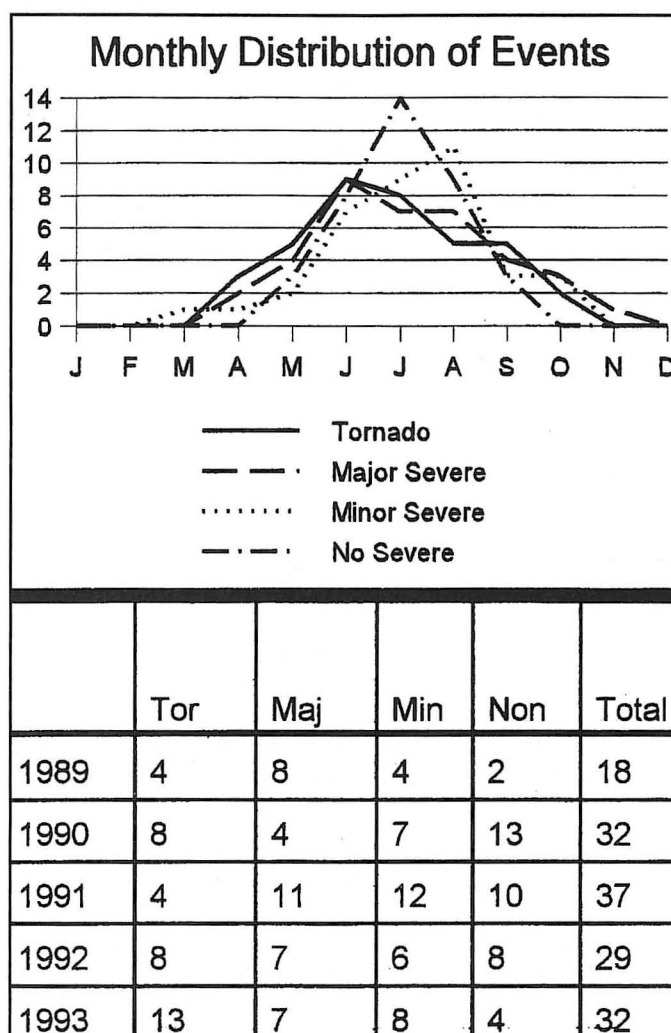 Monthly Distribution of Events
14
12
10
8
6
4
2
0
J F M A M J J A S O N D
Tornado
Major Severe
Minor Severe
No Severe
Tor Maj Min Non Total
1989 4 8 4 2 18
1990 8 4 7 13 32
1991 4 11 12 10 37
1992 8 7 6 8 29
1993 13 7 8 4 32